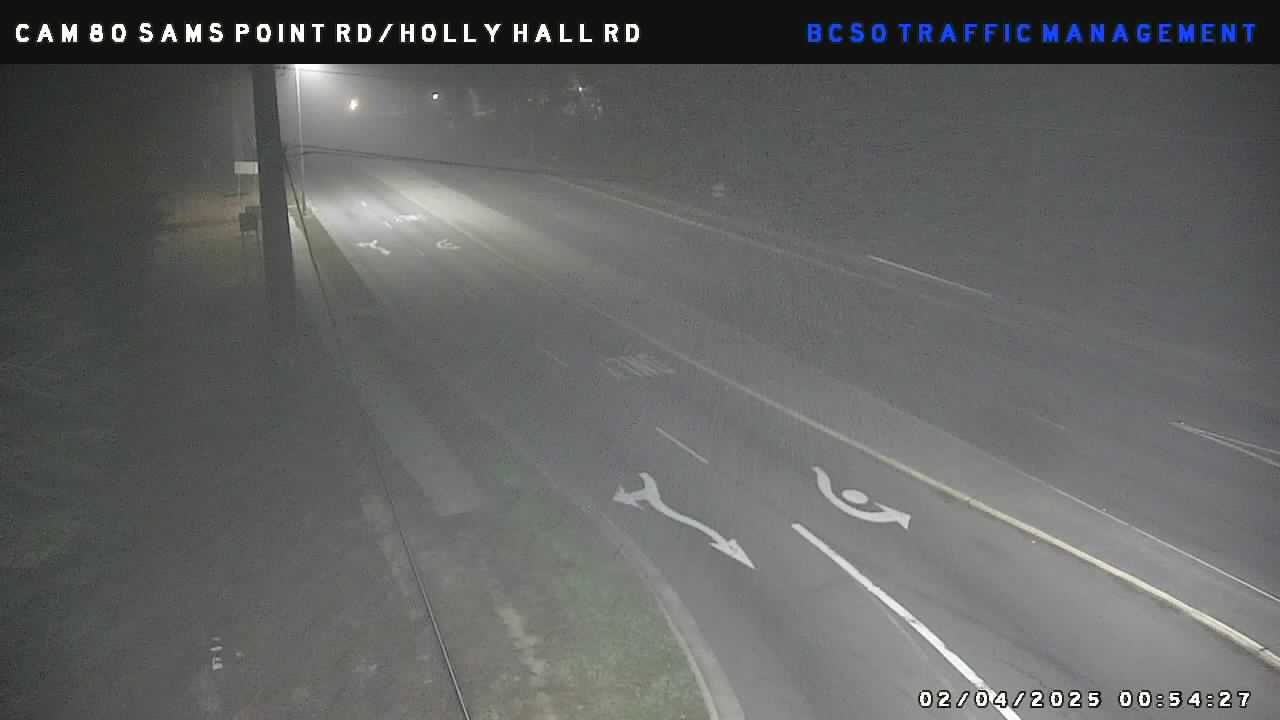 CAM 80 SAMS POINT RD/HOLLY HALL RD
BCSO TRAFFIC MANAGEMENT
02/04/2025 00:54:27